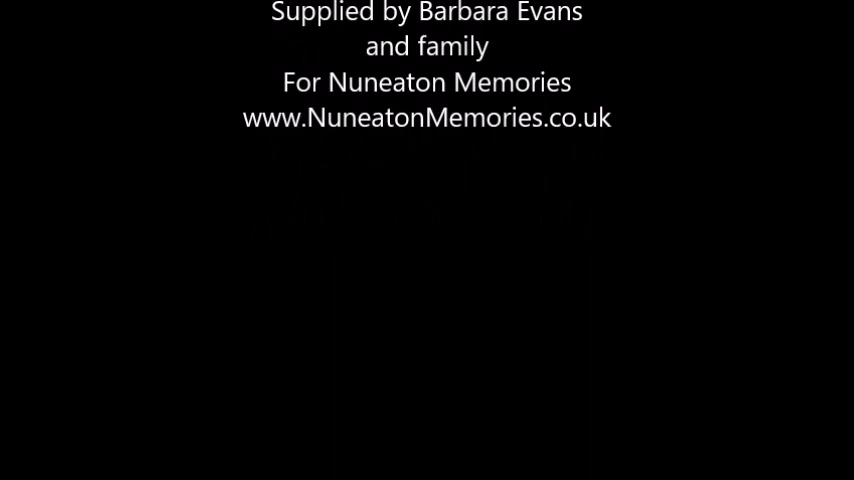 Supplied by Barbara Evans
and family
For Nuneaton Memories
www.NuneatonMemories.co.uk